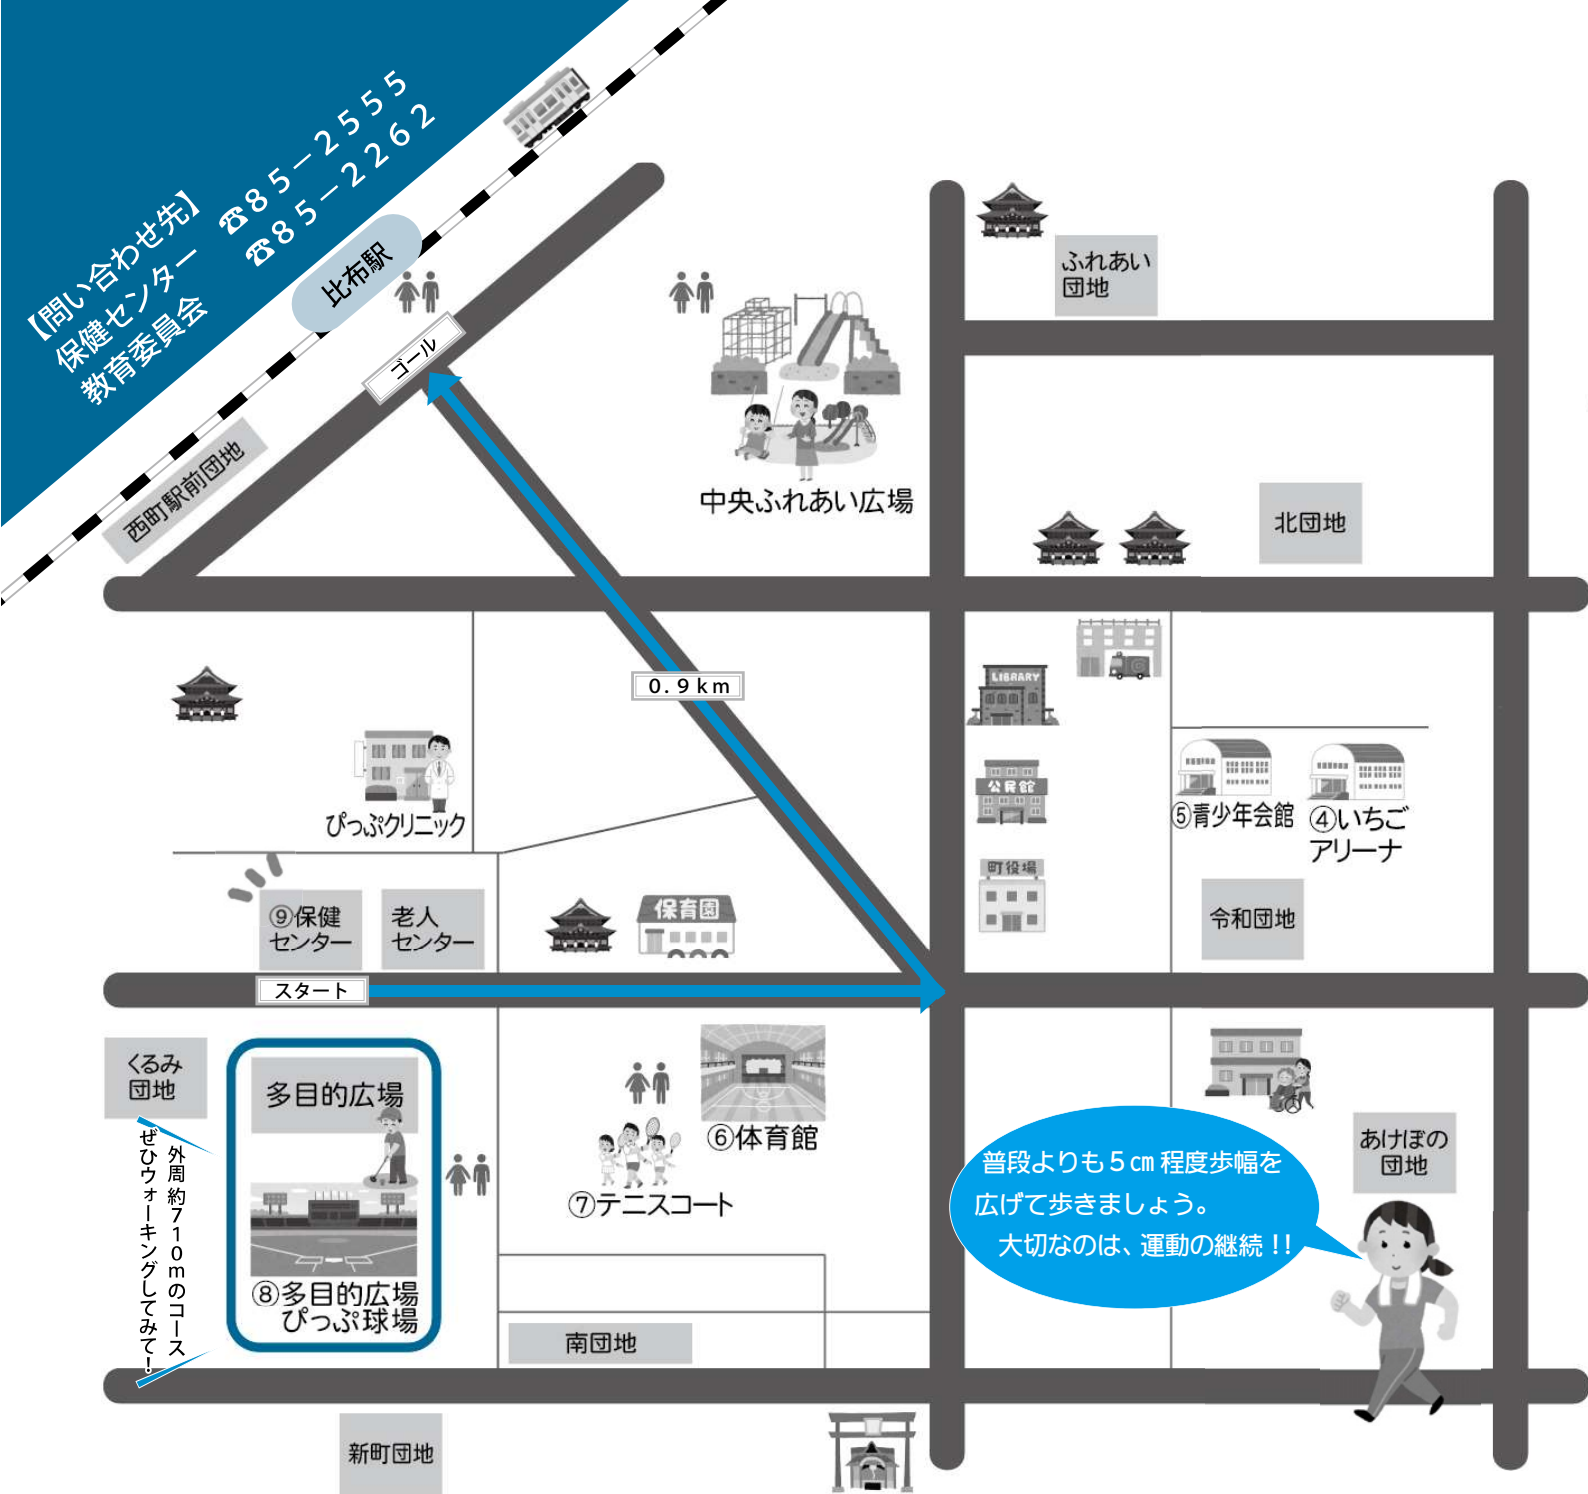 【問い合わせ先】
保健センター　☎85－2555
教育委員会　☎85－2262
比布駅
ゴール
西町駅前団地
中央ふれあい広場
ふれあい
団地
北団地
0.9km
LIBRARY
公民館
町役場
ぴっぷクリニック
⑤青少年会館
④いちご
アリーナ
令和団地
⑨保健
センター
老人
センター
保育園
スタート
くるみ
団地
外周約710mのコース
ぜひウォーキングしてみて！
多目的広場
⑧多目的広場
ぴっぷ球場
⑥体育館
⑦テニスコート
普段よりも５㎝程度歩幅を
広げて歩きましょう。
大切なのは、運動の継続！！
あけぼの
団地
南団地
新町団地